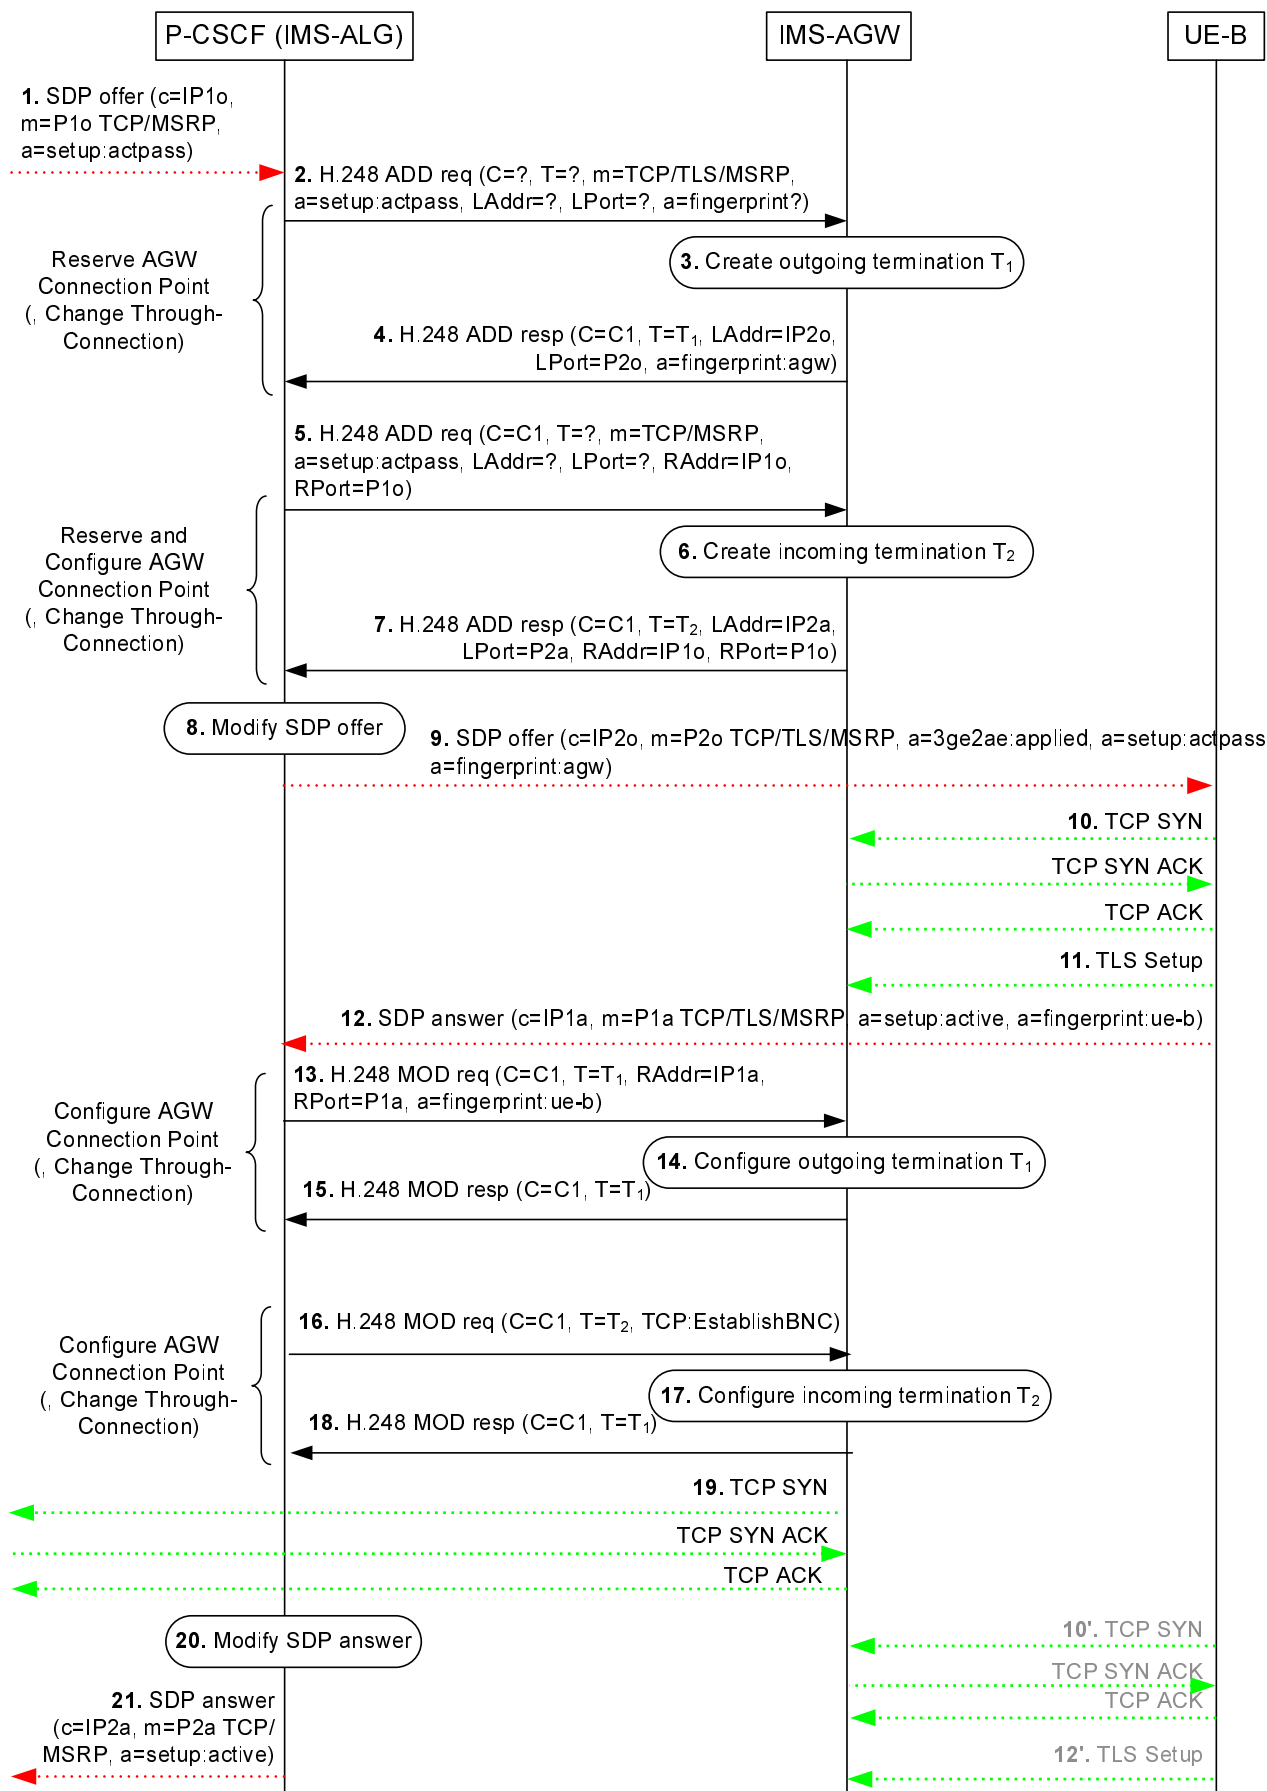 P-CSCF (IMS-ALG)
IMS-AGW
UE-B
1. SDP offer (c=IP1o,
m=P1o TCP/MSRP,
a=setup:actpass)
2. H.248 ADD req (C=?, T=?, m=TCP/TLS/MSRP,
a=setup:actpass, LAddr=?, LPort=?, a=fingerprint?)
Reserve AGW
Connection Point
(, Change Through-
Connection)
3. Create outgoing termination T1
4. H.248 ADD resp (C=C1, T=T1, LAddr=IP2o,
LPort=P2o, a=fingerprint:agw)
5. H.248 ADD req (C=C1, T=?, m=TCP/MSRP,
a=setup:actpass, LAddr=?, LPort=?, RAddr=IP1o,
RPort=P1o)
Reserve and
Configure AGW
Connection Point
(, Change Through-
Connection)
6. Create incoming termination T2
7. H.248 ADD resp (C=C1, T=T2, LAddr=IP2a,
LPort=P2a, RAddr=IP1o, RPort=P1o)
8. Modify SDP offer
9. SDP offer (c=IP2o, m=P2o TCP/TLS/MSRP, a=3ge2ae:applied, a=setup:actpass
a=fingerprint:agw)
10. TCP SYN
TCP SYN ACK
TCP ACK
11. TLS Setup
12. SDP answer (c=IP1a, m=P1a TCP/TLS/MSRP, a=setup:active, a=fingerprint:ue-b)
13. H.248 MOD req (C=C1, T=T1, RAddr=IP1a,
RPort=P1a, a=fingerprint:ue-b)
Configure AGW
Connection Point
(, Change Through-
Connection)
14. Configure outgoing termination T1
15. H.248 MOD resp (C=C1, T=T1)
16. H.248 MOD req (C=C1, T=T2, TCP:EstablishBNC)
Configure AGW
Connection Point
(, Change Through-
Connection)
17. Configure incoming termination T2
18. H.248 MOD resp (C=C1, T=T1)
19. TCP SYN
TCP SYN ACK
TCP ACK
20. Modify SDP answer
10'. TCP SYN
TCP SYN ACK
TCP ACK
21. SDP answer
(c=IP2a, m=P2a TCP/
MSRP, a=setup:active)
12'. TLS Setup